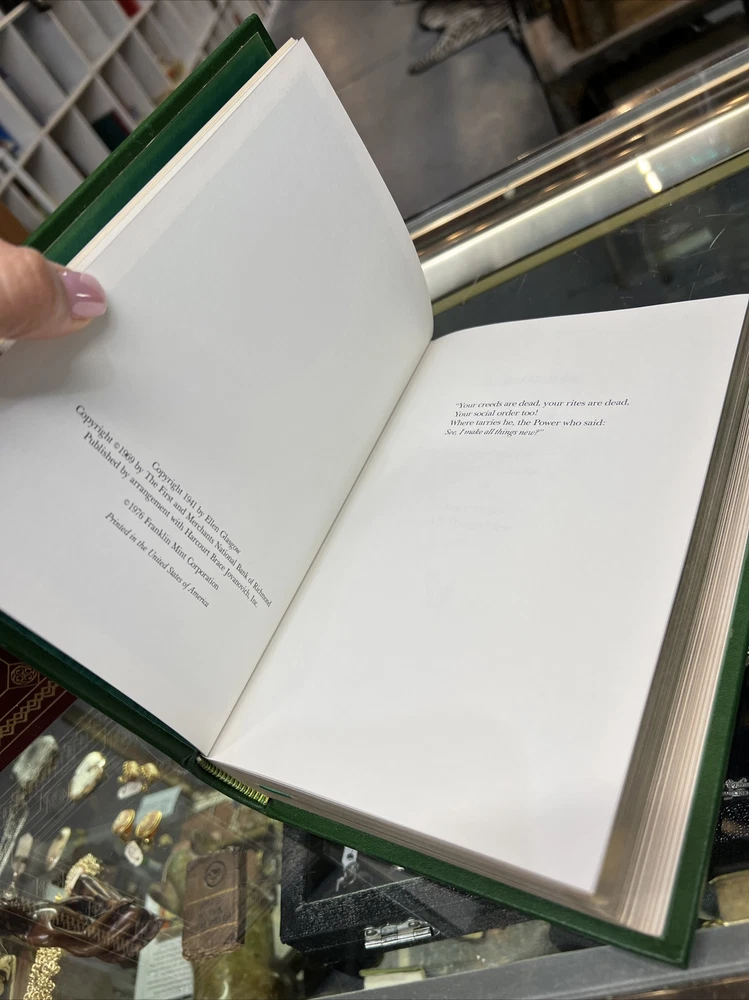 Copyright 1941 by Ellen Glasgow
Copyright ©1969 by The First and Merchants National Bank of Richmond
Published by arrangement with Harcourt Brace Jovanovich, Inc.
©1976 Franklin Mint Corporation
Printed in the United States of America
"Your creeds are dead, your rites are dead,
Your social order too!
Where tarries he, the Power who said:
See, I make all things new?"